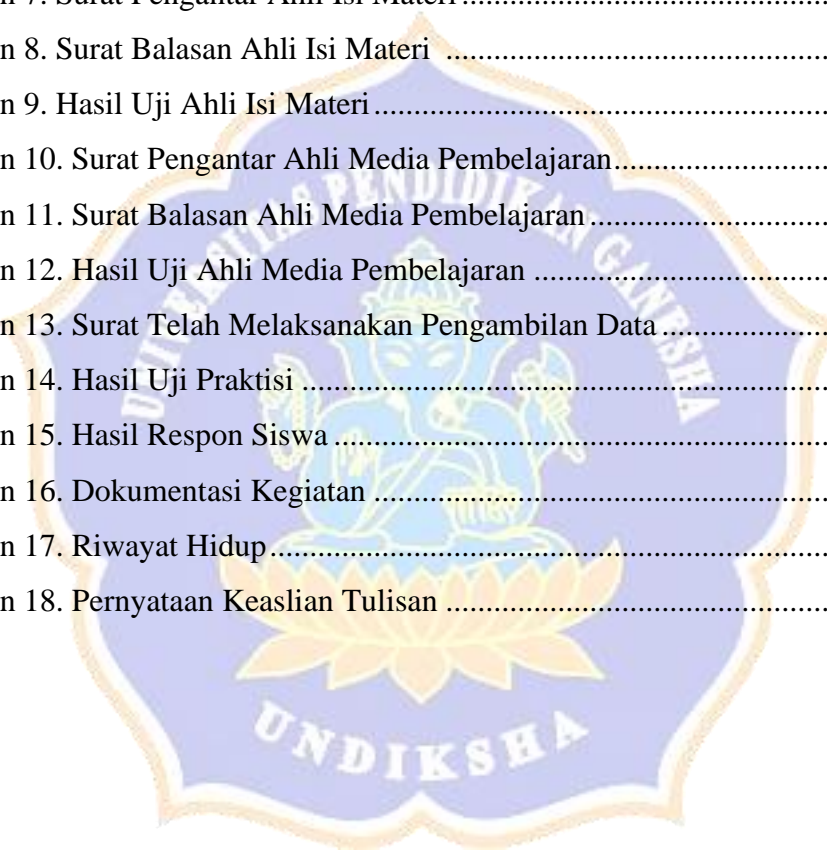 n 7. Surat Pengantar Ahli Isi Materi ................................................
n 8. Surat Balasan Ahli Isi Materi ..................................................
n 9. Hasil Uji Ahli Isi Materi ...........................................................
n 10. Surat Pengantar Ahli Media Pembelajaran ............................
n 11. Surat Balasan Ahli Media Pembelajaran ...............................
n 12. Hasil Uji Ahli Media Pembelajaran .......................................
n 13. Surat Telah Melaksanakan Pengambilan Data .....................
n 14. Hasil Uji Praktisi .....................................................................
n 15. Hasil Respon Siswa ................................................................
n 16. Dokumentasi Kegiatan ..........................................................
n 17. Riwayat Hidup .........................................................................
n 18. Pernyataan Keaslian Tulisan .................................................
UNIVERSITAS PENDIDIKAN GANESHA
UNDIKSHA